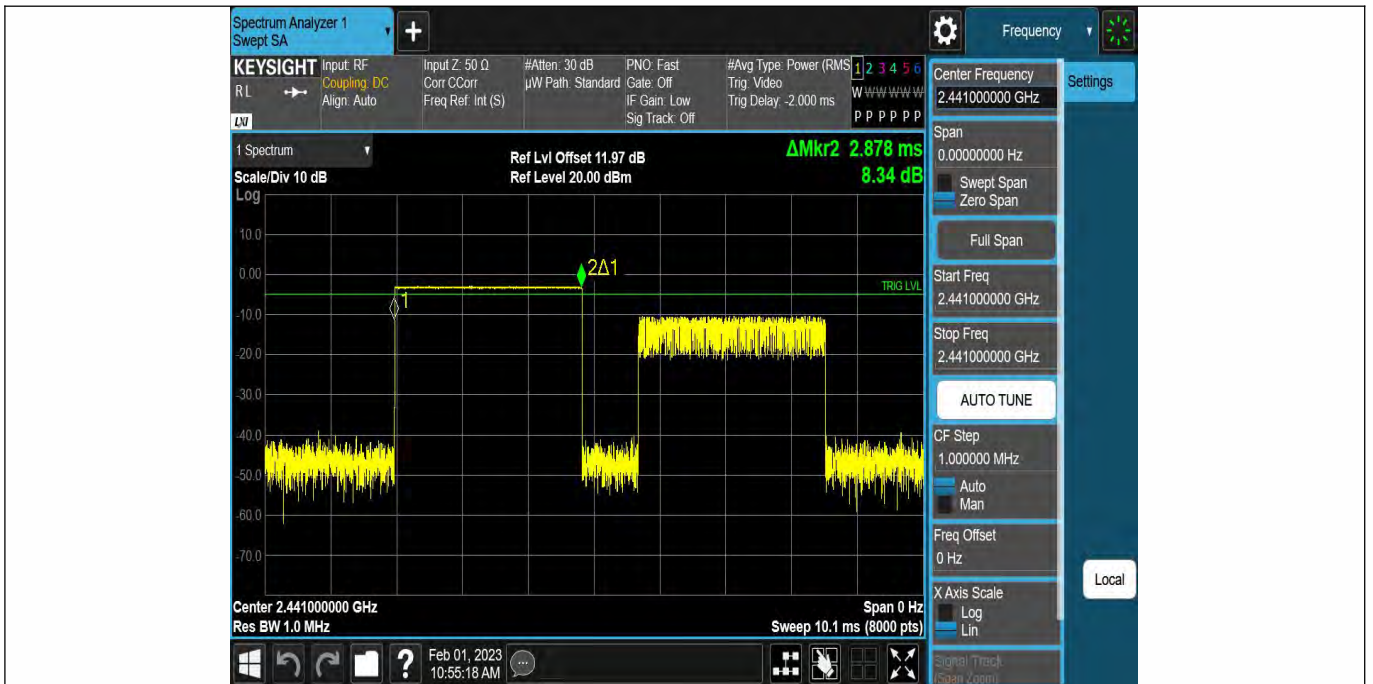 Spectrum Analyzer 1
Swept SA
+
Frequency
KEYSIGHT
RL
LXI
Input: RF
Coupling: DC
Align: Auto
Input Z: 50 Ω
Corr CCorr
Freq Ref: Int (S)
#Atten: 30 dB
µW Path: Standard
PNO: Fast
Gate: Off
IF Gain: Low
Sig Track: Off
#Avg Type: Power (RMS
Trig: Video
Trig Delay: -2.000 ms
1 2 3 4 5 6
W W W W W W
P P P P P P
1 Spectrum
Scale/Div 10 dB
Ref Lvl Offset 11.97 dB
Ref Level 20.00 dBm
ΔMkr2 2.878 ms
8.34 dB
Log
10.0
0.00
-10.0
-20.0
-30.0
-40.0
-50.0
-60.0
-70.0
2Δ1
1
TRIG LVL
Center 2.441000000 GHz
Res BW 1.0 MHz
Span 0 Hz
Sweep 10.1 ms (8000 pts)
Feb 01, 2023
10:55:18 AM
Center Frequency
2.441000000 GHz
Span
0.00000000 Hz
Swept Span
Zero Span
Full Span
Start Freq
2.441000000 GHz
Stop Freq
2.441000000 GHz
AUTO TUNE
CF Step
1.000000 MHz
Auto
Man
Freq Offset
0 Hz
X Axis Scale
Log
Lin
Signal Track
(Span Zoom)
Settings
Local